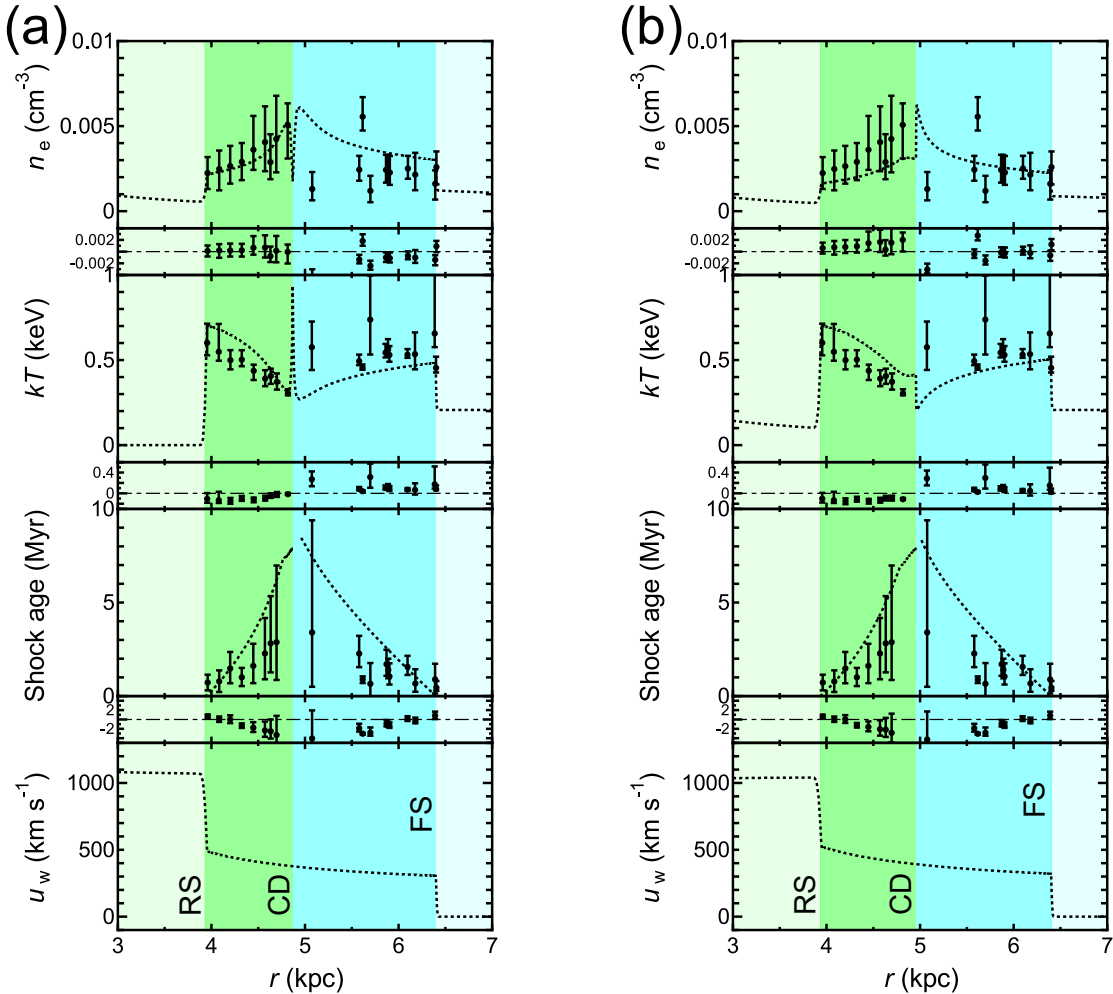 (a)
0.01
0.005
0
nₑ (cm⁻³)
0.002
-0.002
1
0.5
0
kT (keV)
0.4
0
10
5
0
Shock age (Myr)
2
-2
1000
500
0
u_w (km s⁻¹)
RS
CD
FS
3 4 5 6 7
r (kpc)
(b)
0.01
0.005
0
nₑ (cm⁻³)
0.002
-0.002
1
0.5
0
kT (keV)
0.4
0
10
5
0
Shock age (Myr)
2
-2
1000
500
0
u_w (km s⁻¹)
RS
CD
FS
3 4 5 6 7
r (kpc)